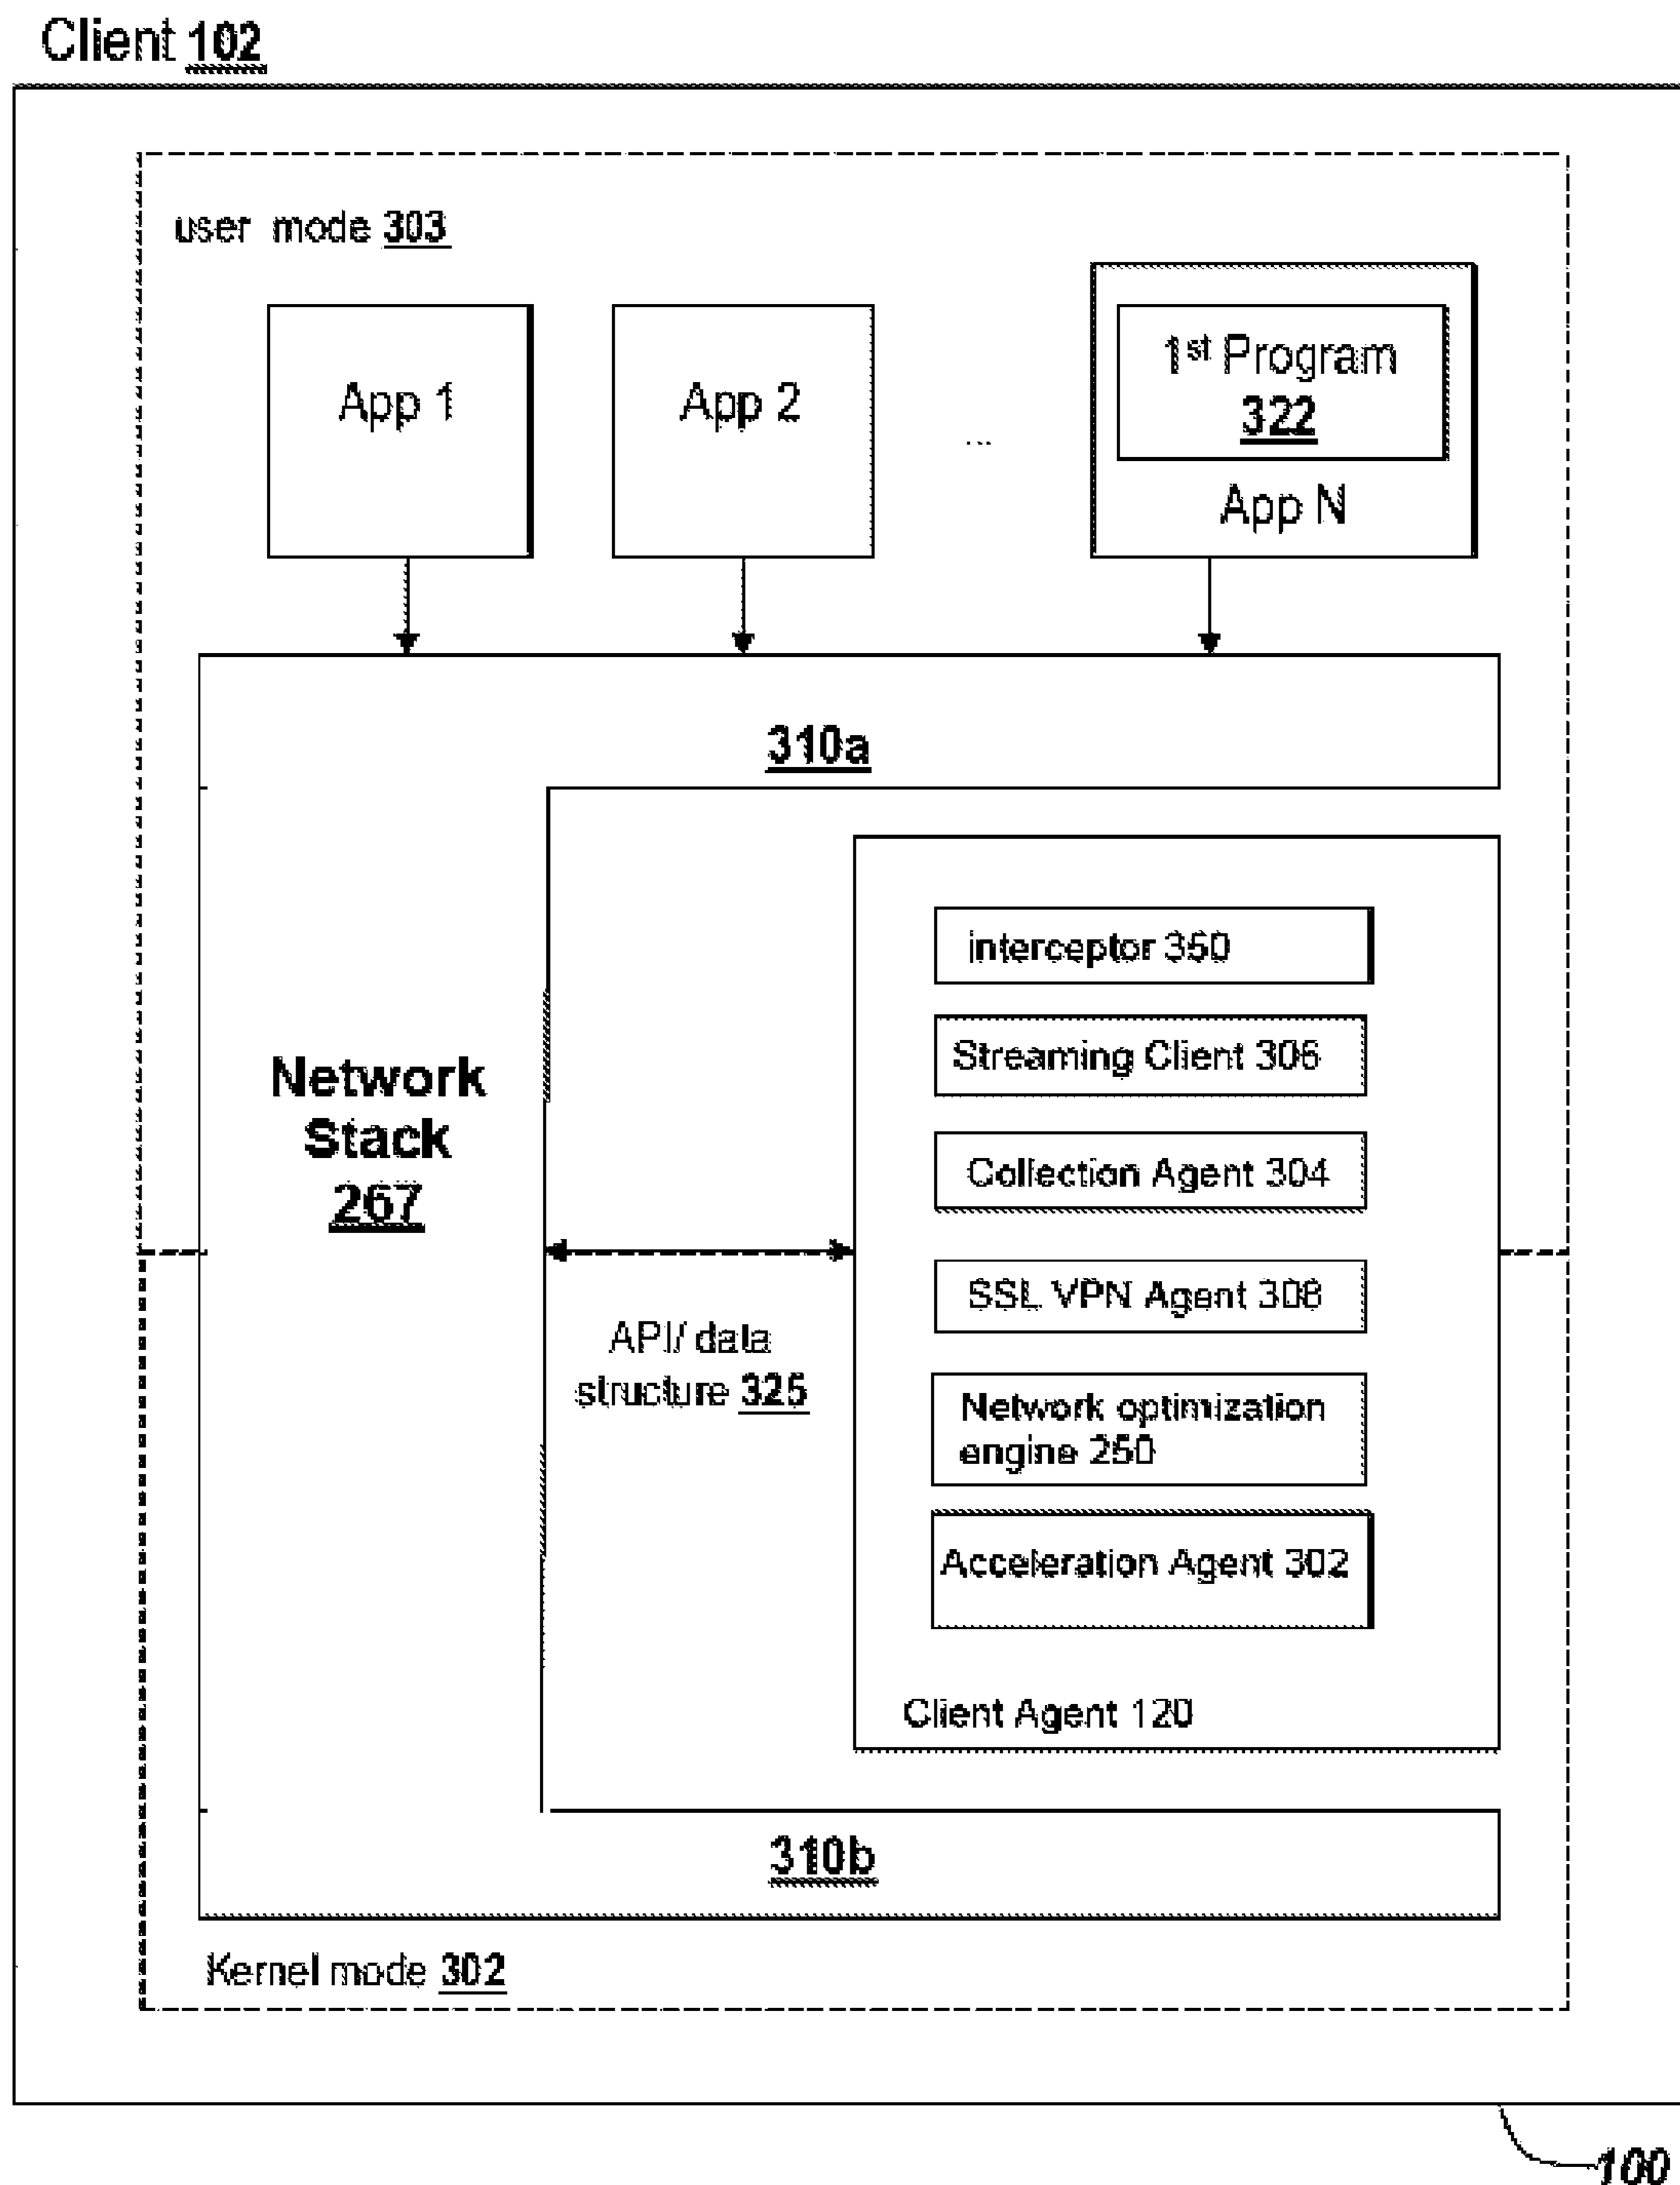 Client 102
user mode 303
App 1
App 2
...
1st Program
322
App N
310a
Network
Stack
267
API/ data
structure 325
interceptor 350
Streaming Client 306
Collection Agent 304
SSL VPN Agent 308
Network optimization
engine 250
Acceleration Agent 302
Client Agent 120
310b
Kernel mode 302
100